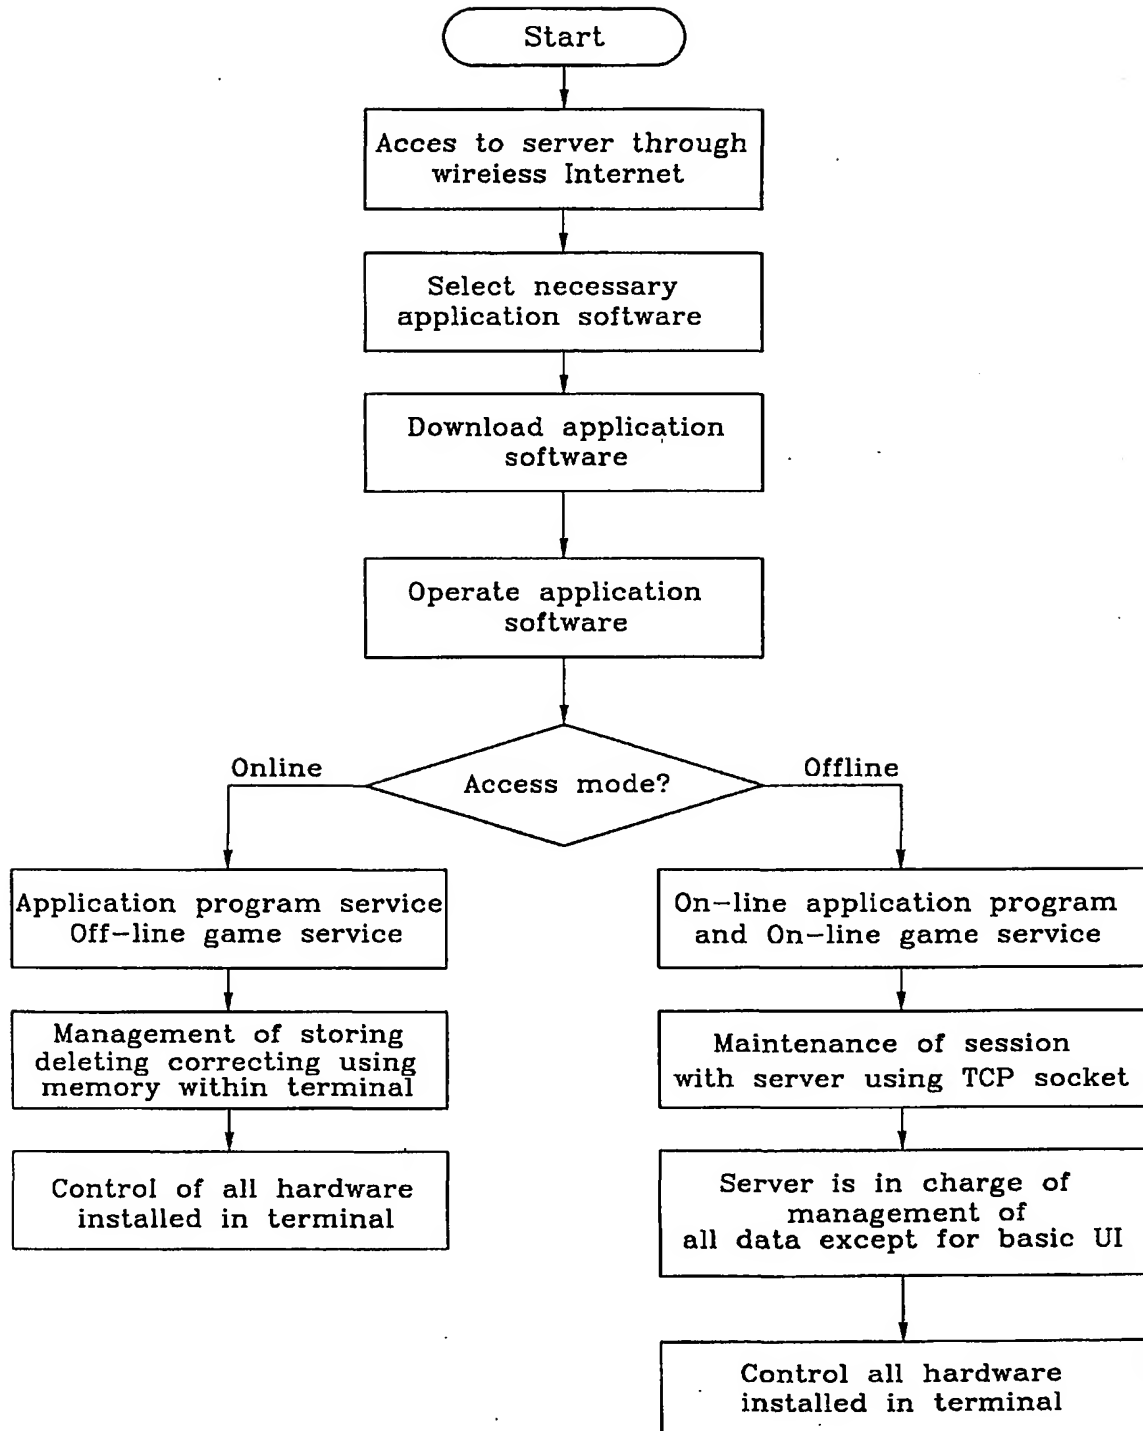 Start
Acces to server through
wireiess Internet
Select necessary
application software
Download application
software
Operate application
software
Access mode?
Online
Offline
Application program service
Off-line game service
Management of storing
deleting correcting using
memory within terminal
Control of all hardware
installed in terminal
On-line application program
and On-line game service
Maintenance of session
with server using TCP socket
Server is in charge of
management of
all data except for basic UI
Control all hardware
installed in terminal